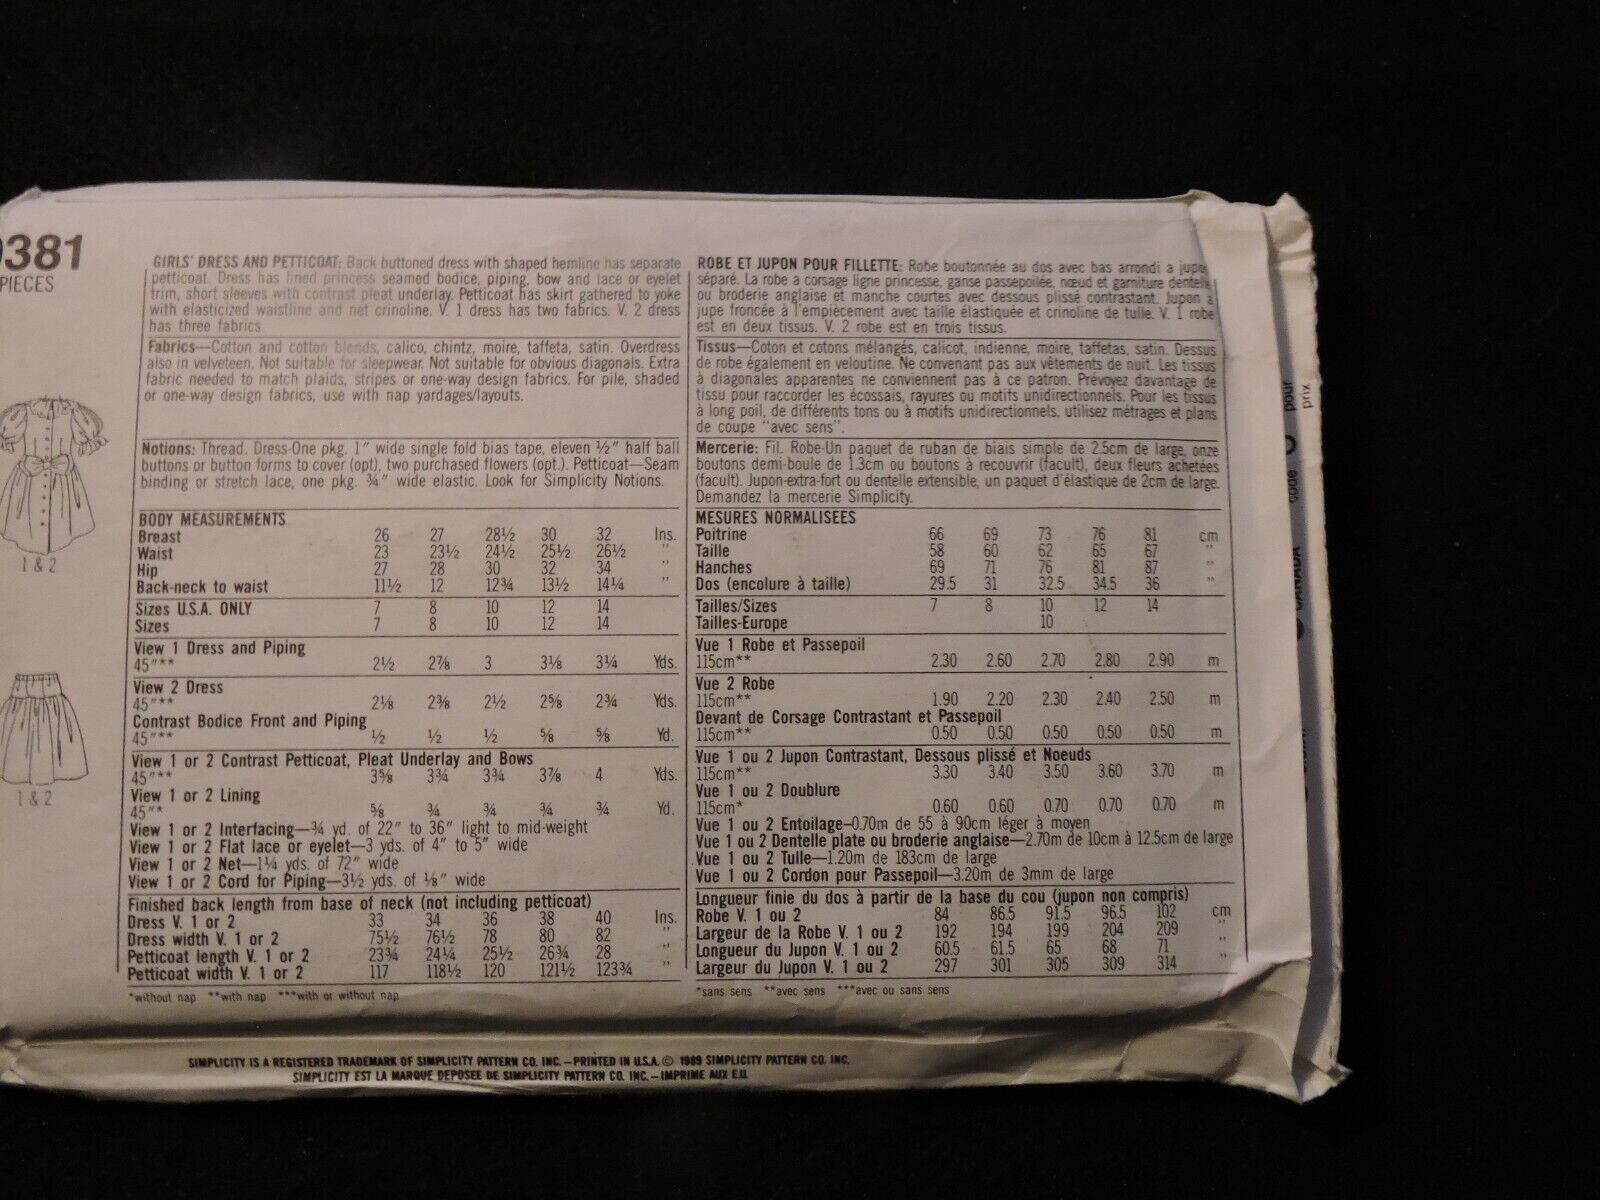 381
PIECES
1 & 2
1 & 2
GIRLS' DRESS AND PETTICOAT: Back buttoned dress with shaped hemline has separate
petticoat. Dress has lined princess seamed bodice, piping, bow and lace or eyelet
trim, short sleeves with contrast pleat underlay. Petticoat has skirt gathered to yoke
with elasticized waistline and net crinoline. V. 1 dress has two fabrics. V. 2 dress
has three fabrics.
Fabrics—Cotton and cotton blends, calico, chintz, moire, taffeta, satin. Overdress
also in velveteen. Not suitable for sleepwear. Not suitable for obvious diagonals. Extra
fabric needed to match plaids, stripes or one-way design fabrics. For pile, shaded
or one-way design fabrics, use with nap yardages/layouts.
Notions: Thread. Dress-One pkg. 1" wide single fold bias tape, eleven ½" half ball
buttons or button forms to cover (opt), two purchased flowers (opt.). Petticoat—Seam
binding or stretch lace, one pkg. ¾" wide elastic. Look for Simplicity Notions.
BODY MEASUREMENTS
Breast 26 27 28½ 30 32 Ins.
Waist 23 23½ 24½ 25½ 26½ "
Hip 27 28 30 32 34 "
Back-neck to waist 11½ 12 12¾ 13½ 14¼ "
Sizes U.S.A. ONLY 7 8 10 12 14
Sizes 7 8 10 12 14
View 1 Dress and Piping
45"** 2½ 2⅞ 3 3⅛ 3¼ Yds.
View 2 Dress
45"** 2⅛ 2⅜ 2½ 2⅝ 2¾ Yds.
Contrast Bodice Front and Piping
45"** ½ ½ ½ ⅝ ⅝ Yd.
View 1 or 2 Contrast Petticoat, Pleat Underlay and Bows
45"** 3⅝ 3¾ 3¾ 3⅞ 4 Yds.
View 1 or 2 Lining
45"* ⅝ ¾ ¾ ¾ ¾ Yd.
View 1 or 2 Interfacing—¾ yd. of 22" to 36" light to mid-weight
View 1 or 2 Flat lace or eyelet—3 yds. of 4" to 5" wide
View 1 or 2 Net—1¼ yds. of 72" wide
View 1 or 2 Cord for Piping—3½ yds. of ⅛" wide
Finished back length from base of neck (not including petticoat)
Dress V. 1 or 2 33 34 36 38 40 Ins.
Dress width V. 1 or 2 75½ 76½ 78 80 82 "
Petticoat length V. 1 or 2 23¾ 24¼ 25½ 26¾ 28 "
Petticoat width V. 1 or 2 117 118½ 120 121½ 123¾ "
*without nap **with nap ***with or without nap
ROBE ET JUPON POUR FILLETTE: Robe boutonnée au dos avec bas arrondi a jupe
séparé. La robe a corsage ligne princesse, ganse passepoilée, nœud et garniture dentelle
ou broderie anglaise et manche courtes avec dessous plissé contrastant. Jupon a
jupe froncée à l'empiècement avec taille élastiquée et crinoline de tulle. V. 1 robe
est en deux tissus. V. 2 robe est en trois tissus.
Tissus—Coton et cotons mélangés, calicot, indienne, moire, taffetas, satin. Dessus
de robe également en veloutine. Ne convenant pas aux vêtements de nuit. Les tissus
à diagonales apparentes ne conviennent pas à ce patron. Prévoyez davantage de
tissu pour raccorder les écossais, rayures ou motifs unidirectionnels. Pour les tissus
à long poil, de différents tons ou à motifs unidirectionnels, utilisez métrages et plans
de coupe "avec sens".
Mercerie: Fil. Robe-Un paquet de ruban de biais simple de 2.5cm de large, onze
boutons demi-boule de 1.3cm ou boutons à recouvrir (facult), deux fleurs achetées
(facult). Jupon-extra-fort ou dentelle extensible, un paquet d'élastique de 2cm de large.
Demandez la mercerie Simplicity.
MESURES NORMALISEES
Poitrine 66 69 73 76 81 cm
Taille 58 60 62 65 67 "
Hanches 69 71 76 81 87 "
Dos (encolure à taille) 29.5 31 32.5 34.5 36 "
Tailles/Sizes 7 8 10 12 14
Tailles-Europe 10
Vue 1 Robe et Passepoil
115cm** 2.30 2.60 2.70 2.80 2.90 m
Vue 2 Robe
115cm** 1.90 2.20 2.30 2.40 2.50 m
Devant de Corsage Contrastant et Passepoil
115cm** 0.50 0.50 0.50 0.50 0.50 m
Vue 1 ou 2 Jupon Contrastant, Dessous plissé et Noeuds
115cm** 3.30 3.40 3.50 3.60 3.70 m
Vue 1 ou 2 Doublure
115cm* 0.60 0.60 0.70 0.70 0.70 m
Vue 1 ou 2 Entoilage—0.70m de 55 à 90cm léger à moyen
Vue 1 ou 2 Dentelle plate ou broderie anglaise—2.70m de 10cm à 12.5cm de large
Vue 1 ou 2 Tulle—1.20m de 183cm de large
Vue 1 ou 2 Cordon pour Passepoil—3.20m de 3mm de large
Longueur finie du dos à partir de la base du cou (jupon non compris)
Robe V. 1 ou 2 84 86.5 91.5 96.5 102 cm
Largeur de la Robe V. 1 ou 2 192 194 199 204 209 "
Longueur du Jupon V. 1 ou 2 60.5 61.5 65 68 71 "
Largeur du Jupon V. 1 ou 2 297 301 305 309 314 "
*sans sens **avec sens ***avec ou sans sens
pour
prix
code
CANADA
SIMPLICITY IS A REGISTERED TRADEMARK OF SIMPLICITY PATTERN CO. INC.—PRINTED IN U.S.A. © 1989 SIMPLICITY PATTERN CO. INC.
SIMPLICITY EST LA MARQUE DEPOSEE DE SIMPLICITY PATTERN CO. INC.—IMPRIME AUX E.U.